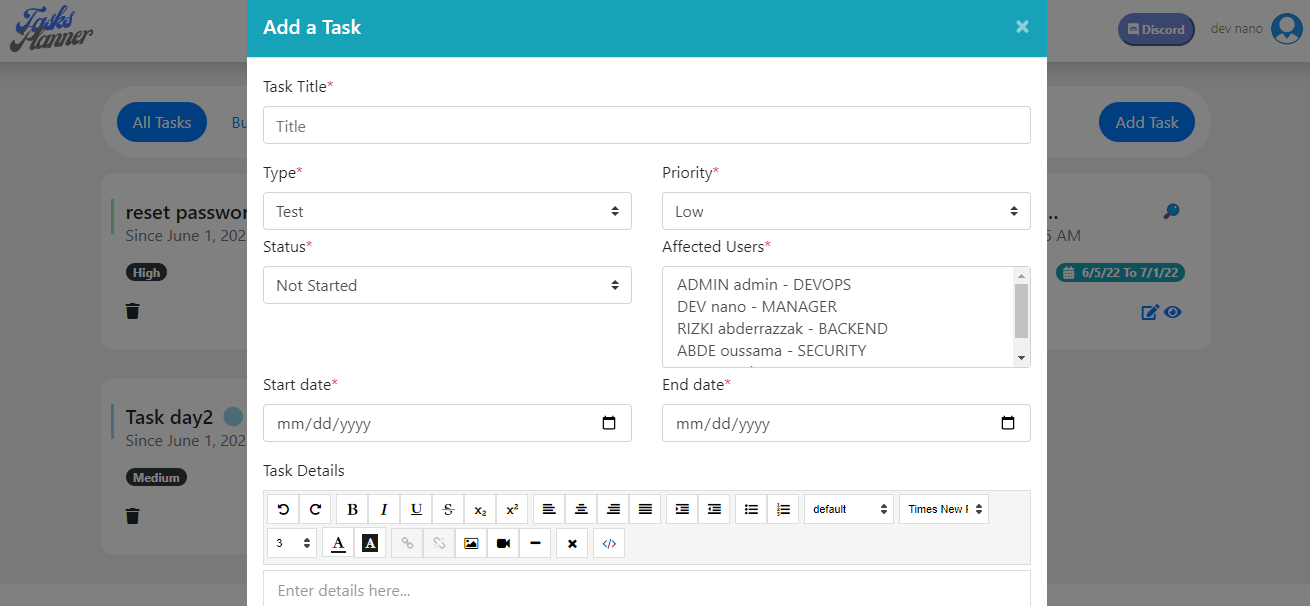 Tasks
Planner
Add a Task
×
Discord
dev nano
All Tasks
Bu
Add Task
Task Title*
Title
Type*
Priority*
Test
Low
Status*
Affected Users*
Not Started
ADMIN admin - DEVOPS
DEV nano - MANAGER
RIZKI abderrazzak - BACKEND
ABDE oussama - SECURITY
reset passwor
Since June 1, 202
High
..
5 AM
6/5/22 To 7/1/22
Start date*
End date*
mm/dd/yyyy
mm/dd/yyyy
Task day2
Since June 1, 202
Medium
Task Details
B I U S x₂ x² default Times New F
3 A A </>
Enter details here...